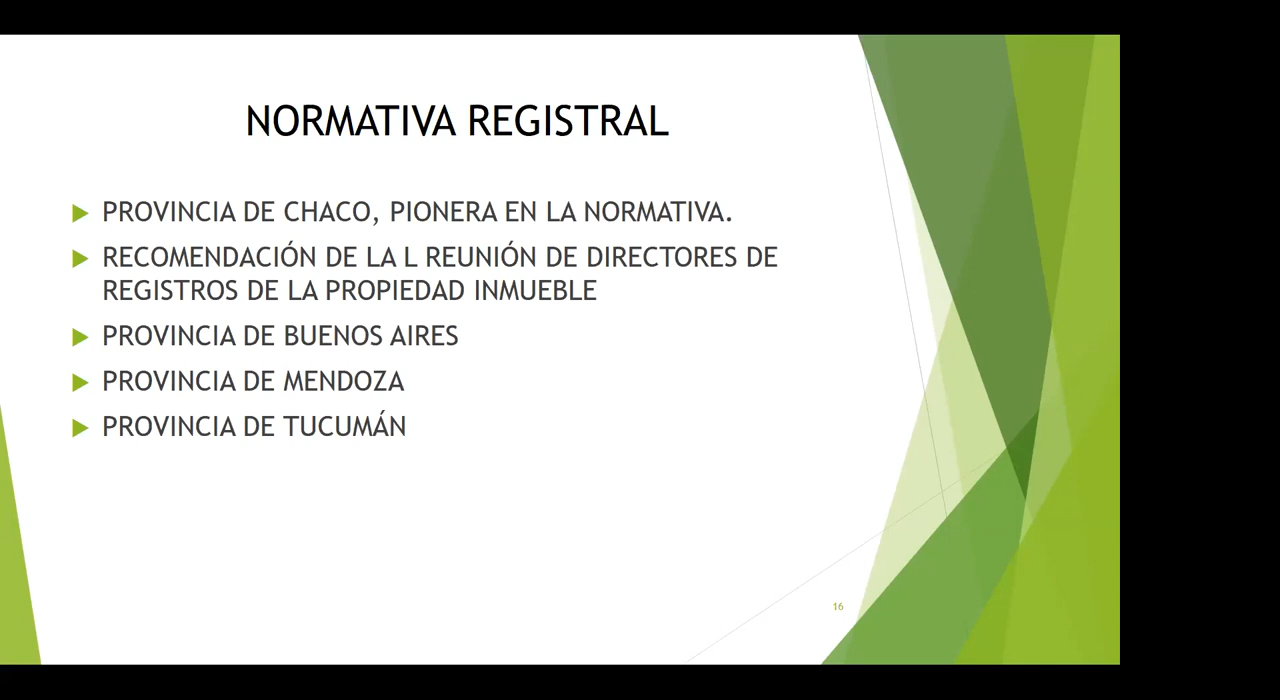 NORMATIVA REGISTRAL
PROVINCIA DE CHACO, PIONERA EN LA NORMATIVA.
RECOMENDACIÓN DE LA L REUNIÓN DE DIRECTORES DE
REGISTROS DE LA PROPIEDAD INMUEBLE
PROVINCIA DE BUENOS AIRES
PROVINCIA DE MENDOZA
PROVINCIA DE TUCUMÁN
16